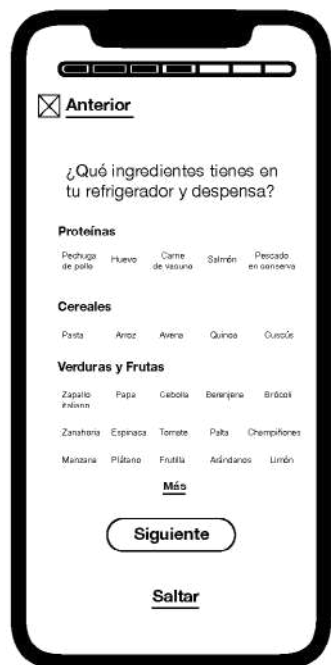 Anterior
¿Qué ingredientes tienes en
tu refrigerador y despensa?
Proteínas
Pechuga de pollo Huevo Carne de vacuno Salmón Pescado en conserva
Cereales
Pasta Arroz Avena Quinoa Cuscús
Verduras y Frutas
Zapallo italiano Papa Cebolla Berenjena Brócoli
Zanahoria Espinaca Tomate Palta Champiñones
Manzana Plátano Frutilla Arándanos Limón
Más
Siguiente
Saltar